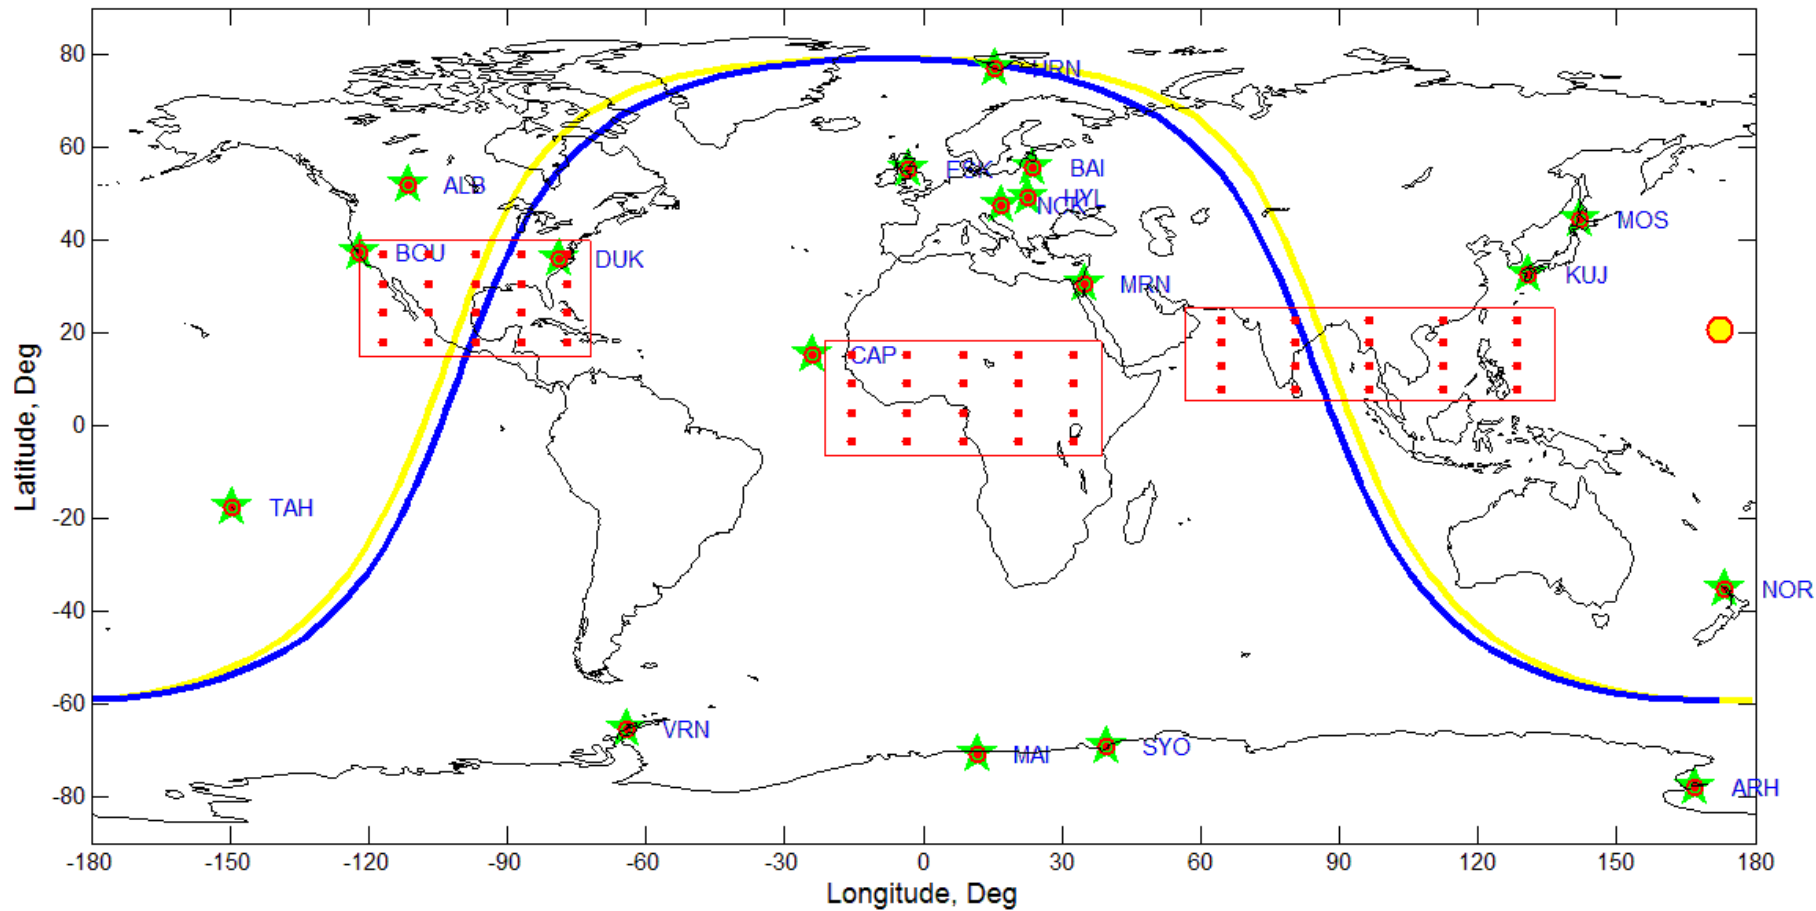 80
60
40
20
0
-20
-40
-60
-80
Latitude, Deg
HRN
ALB
ESK
BAI
HYL
NCK
MOS
BOU
DUK
MRN
KUJ
CAP
TAH
NOR
VRN
MAI
SYO
ARH
-180 -150 -120 -90 -60 -30 0 30 60 90 120 150 180
Longitude, Deg